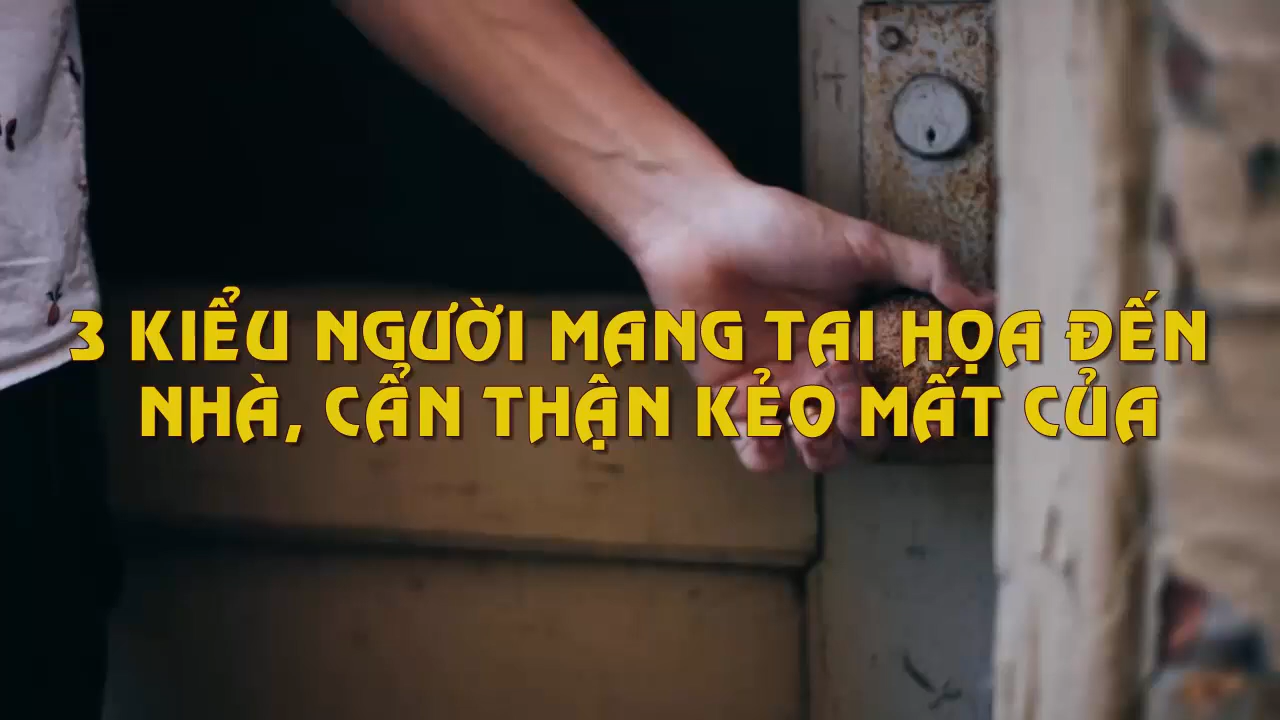 3 KIỂU NGƯỜI MANG TAI HỌA ĐẾN
NHÀ, CẨN THẬN KẺO MẤT CỦA